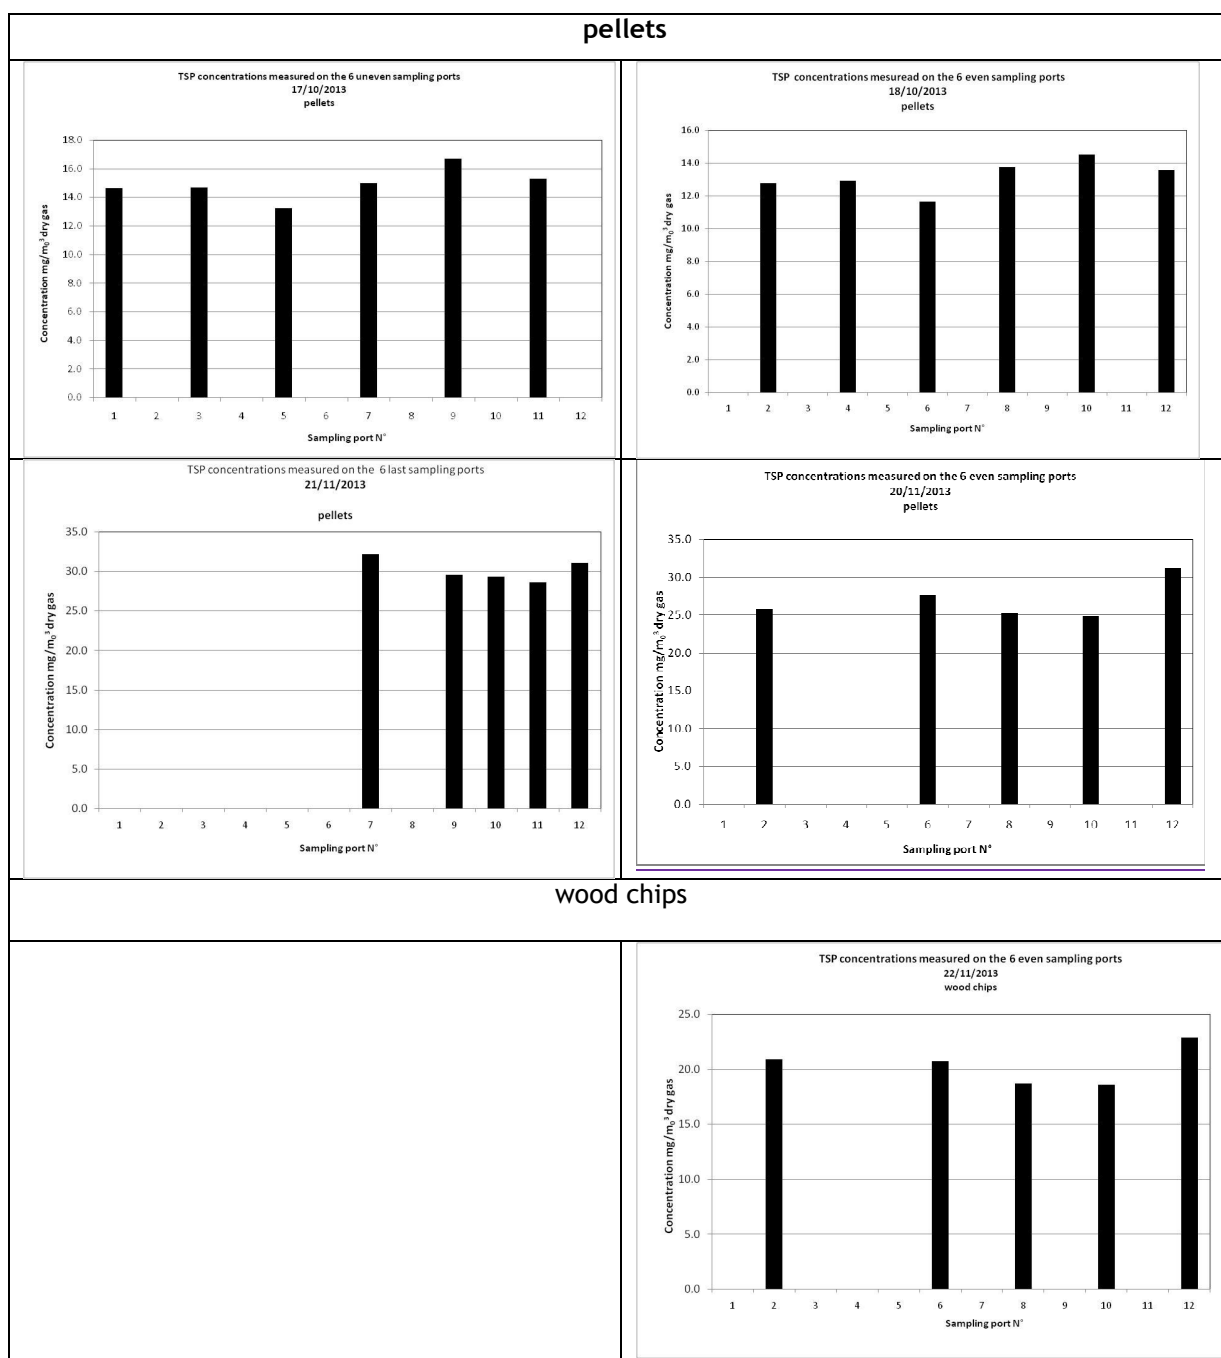 pellets
TSP concentrations measured on the 6 uneven sampling ports
17/10/2013
pellets
18.0
16.0
14.0
12.0
10.0
8.0
6.0
4.0
2.0
0.0
Concentration mg/m₀³ dry gas
1 2 3 4 5 6 7 8 9 10 11 12
Sampling port N°
TSP concentrations mesuread on the 6 even sampling ports
18/10/2013
pellets
16.0
14.0
12.0
10.0
8.0
6.0
4.0
2.0
0.0
Concentration mg/m₀³ dry gas
1 2 3 4 5 6 7 8 9 10 11 12
Sampling port N°
TSP concentrations measured on the 6 last sampling ports
21/11/2013
pellets
35.0
30.0
25.0
20.0
15.0
10.0
5.0
0.0
Concentration mg/m₀³ dry gas
1 2 3 4 5 6 7 8 9 10 11 12
Sampling port N°
TSP concentrations measured on the 6 even sampling ports
20/11/2013
pellets
35.0
30.0
25.0
20.0
15.0
10.0
5.0
0.0
Concentration mg/m₀³ dry gas
1 2 3 4 5 6 7 8 9 10 11 12
Sampling port N°
wood chips
TSP concentrations measured on the 6 even sampling ports
22/11/2013
wood chips
25.0
20.0
15.0
10.0
5.0
0.0
Concentration mg/m₀³ dry gas
1 2 3 4 5 6 7 8 9 10 11 12
Sampling port N°